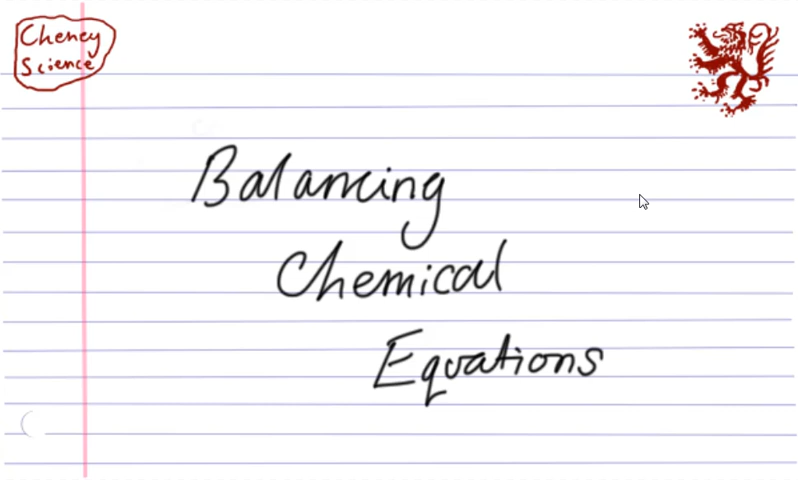 Cheney
Science
Balancing
Chemical
Equations